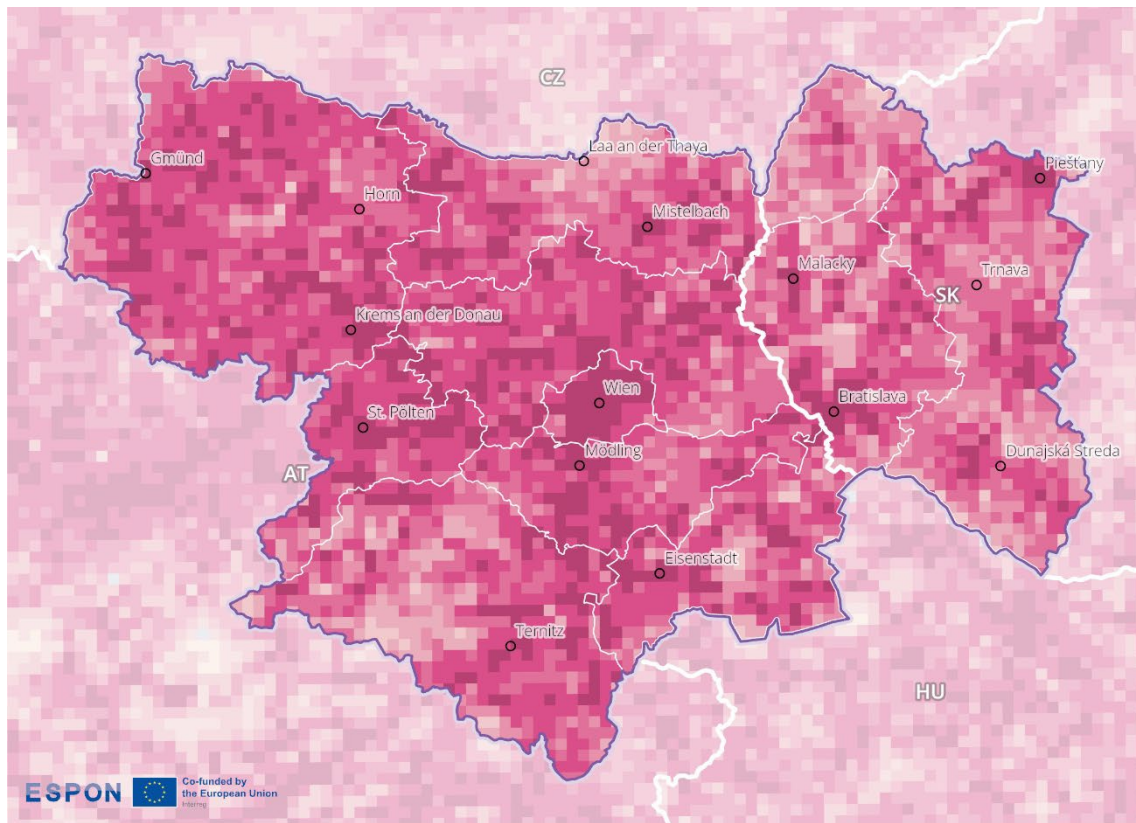 CZ
Laa an der Thaya
Gmünd
Piešťany
Horn
Mistelbach
Malacky
Trnava
SK
Krems an der Donau
Wien
Bratislava
St. Pölten
Mödling
Dunajská Streda
AT
Eisenstadt
Ternitz
HU
ESPON
Co-funded by
the European Union
Interreg